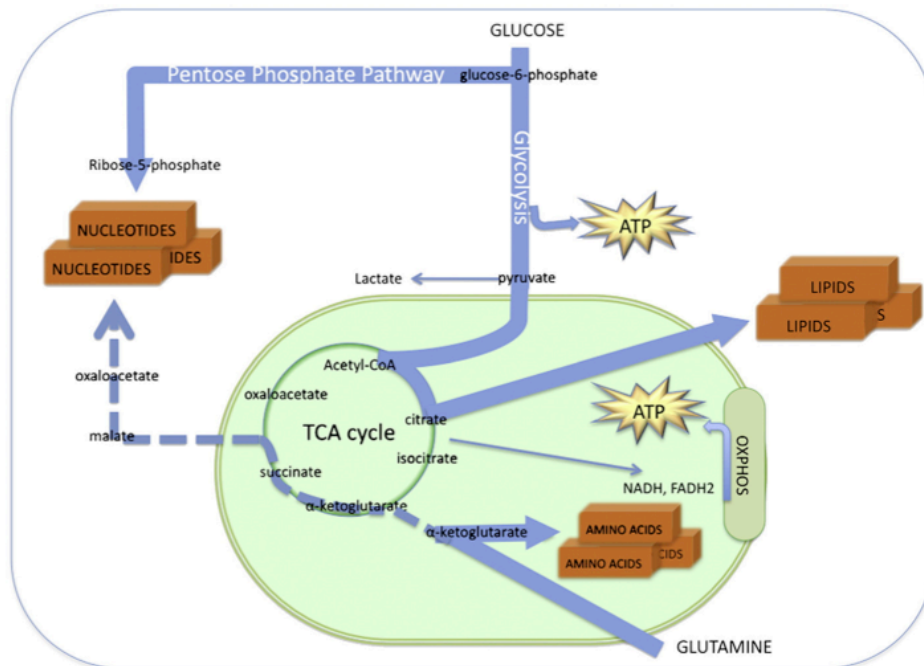 GLUCOSE
Pentose Phosphate Pathway
glucose-6-phosphate
Glycolysis
Ribose-5-phosphate
ATP
NUCLEOTIDES
NUCLEOTIDES
IDES
Lactate
pyruvate
LIPIDS
LIPIDS
S
Acetyl-CoA
oxaloacetate
oxaloacetate
citrate
ATP
TCA cycle
malate
isocitrate
OXPHOS
succinate
NADH, FADH2
α-ketoglutarate
α-ketoglutarate
AMINO ACIDS
AMINO ACIDS
CIDS
GLUTAMINE